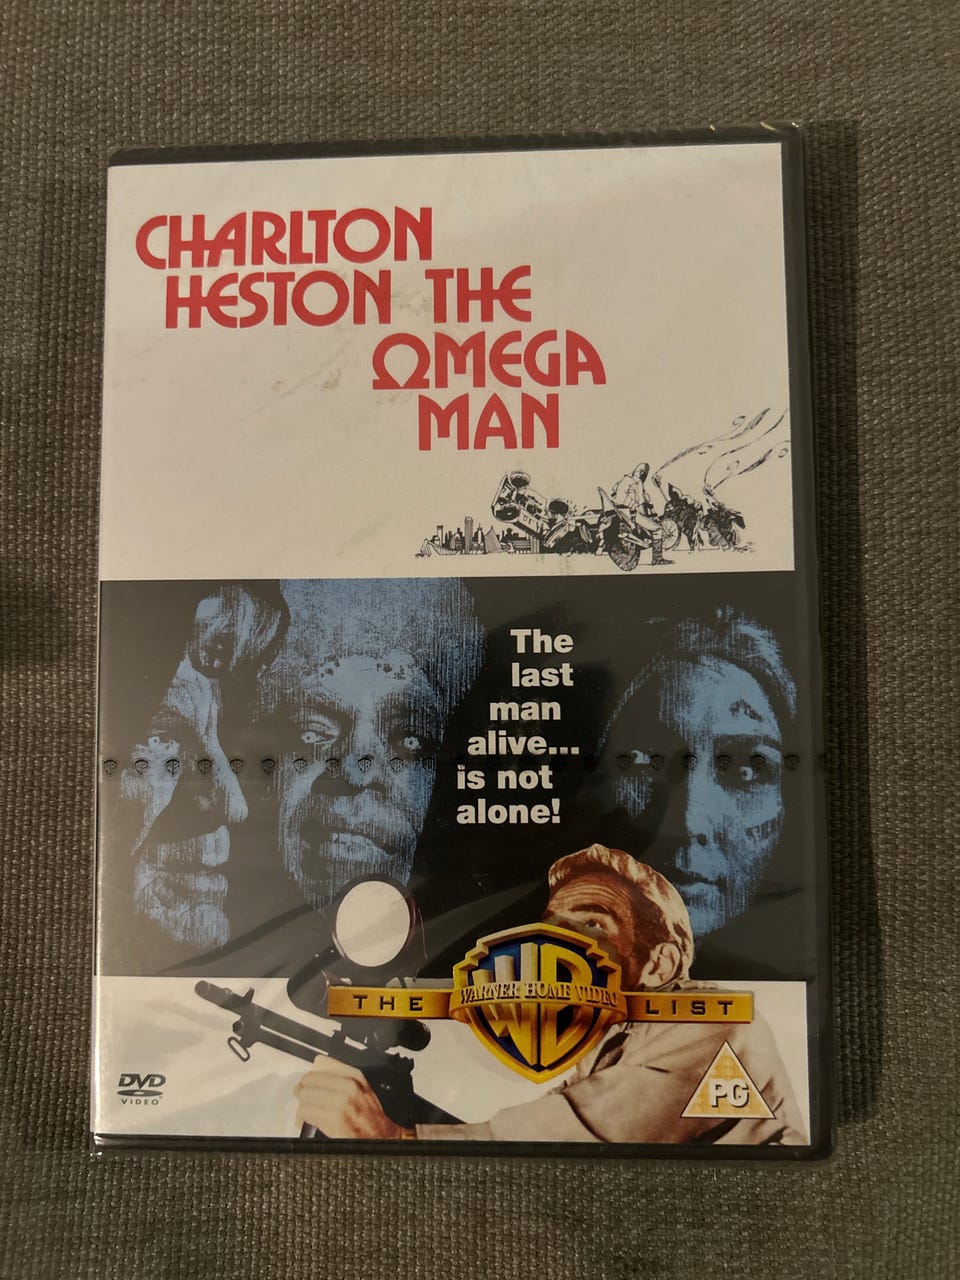 CHARLTON
HESTON THE
ΩMEGA
MAN
The
last
man
alive...
is not
alone!
THE WARNER HOME VIDEO LIST
WB
DVD
VIDEO
PG